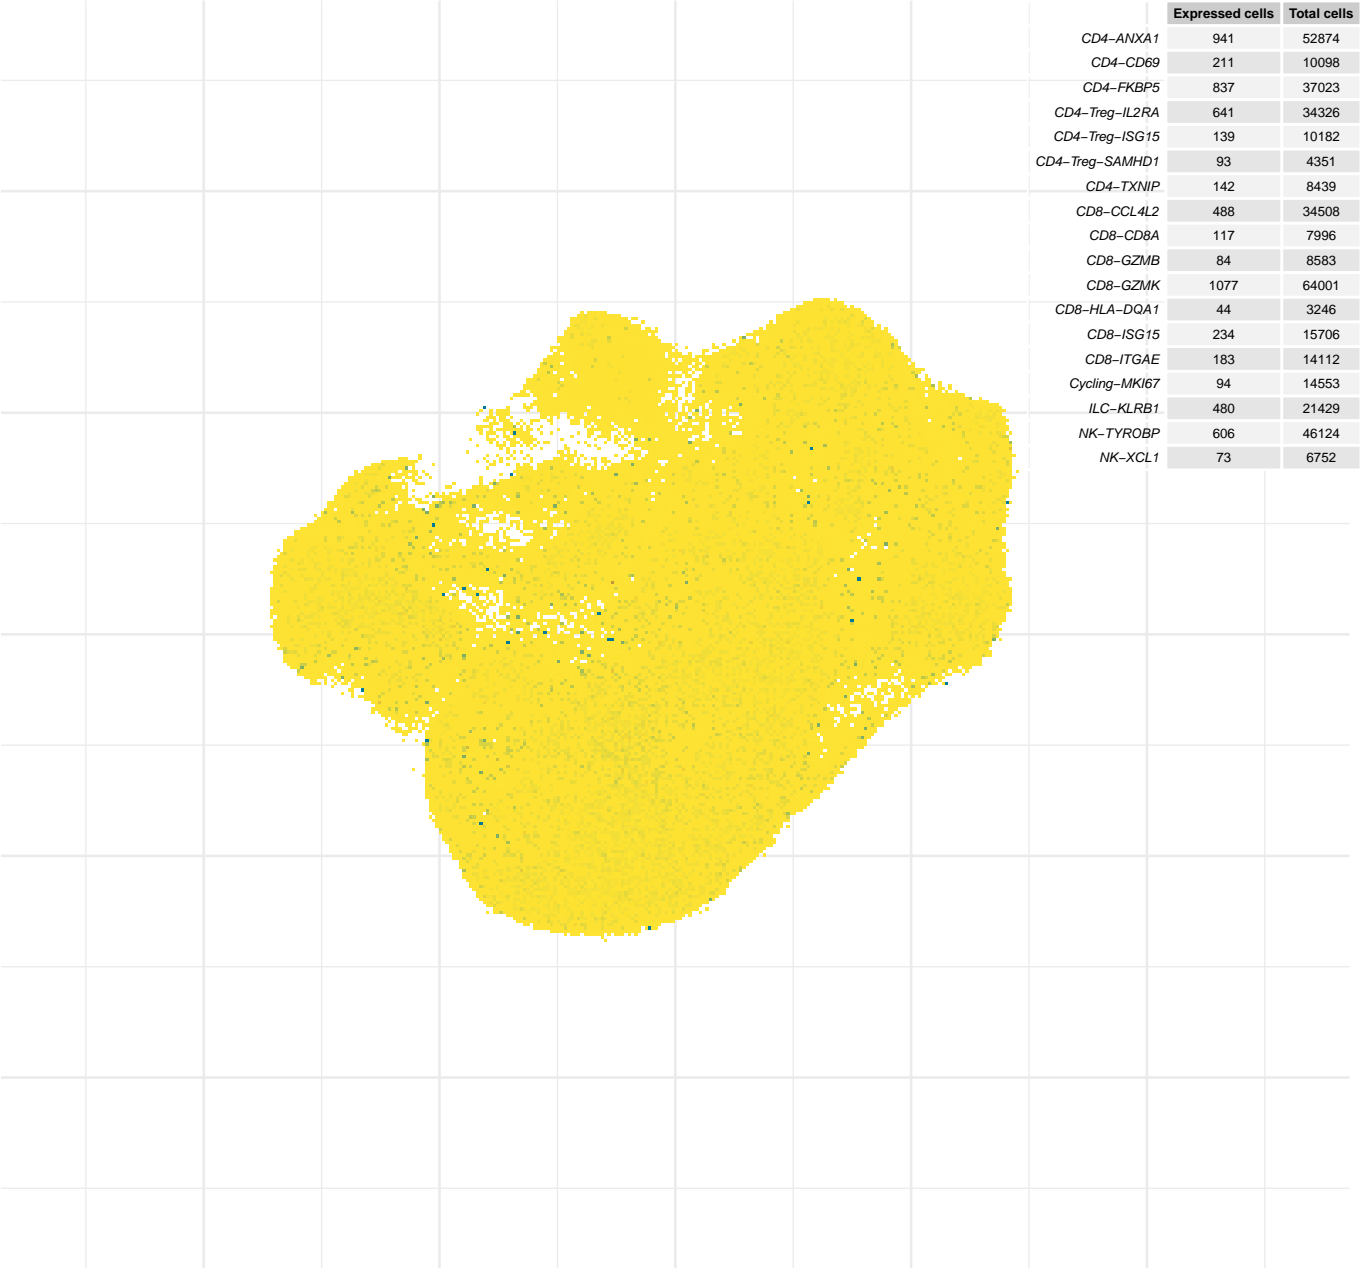 Expressed cells Total cells
CD4−ANXA1 941 52874
CD4−CD69 211 10098
CD4−FKBP5 837 37023
CD4−Treg−IL2RA 641 34326
CD4−Treg−ISG15 139 10182
CD4−Treg−SAMHD1 93 4351
CD4−TXNIP 142 8439
CD8−CCL4L2 488 34508
CD8−CD8A 117 7996
CD8−GZMB 84 8583
CD8−GZMK 1077 64001
CD8−HLA−DQA1 44 3246
CD8−ISG15 234 15706
CD8−ITGAE 183 14112
Cycling−MKI67 94 14553
ILC−KLRB1 480 21429
NK−TYROBP 606 46124
NK−XCL1 73 6752